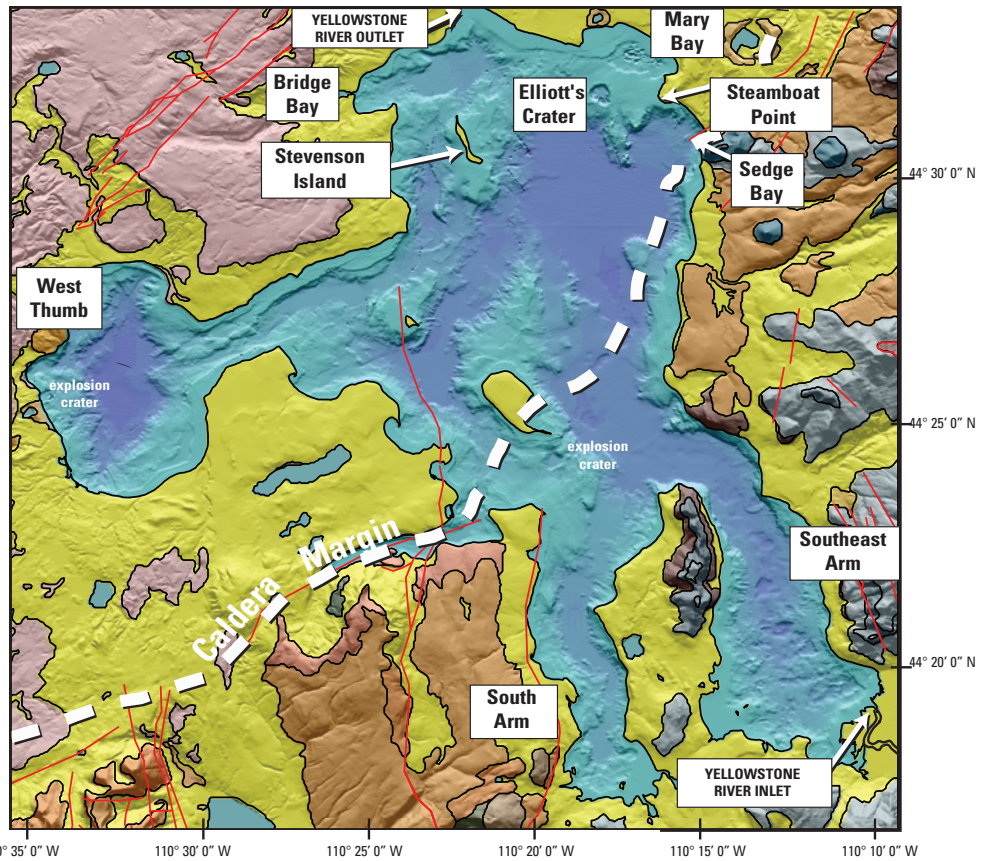 YELLOWSTONE
RIVER OUTLET
Mary
Bay
Bridge
Bay
Elliott's
Crater
Steamboat
Point
Stevenson
Island
Sedge
Bay
44° 30' 0" N
West
Thumb
explosion
crater
44° 25' 0" N
explosion
crater
Caldera Margin
Southeast
Arm
44° 20' 0" N
South
Arm
YELLOWSTONE
RIVER INLET
0° 35' 0" W
110° 30' 0" W
110° 25' 0" W
110° 20' 0" W
110° 15' 0" W
110° 10' 0" W